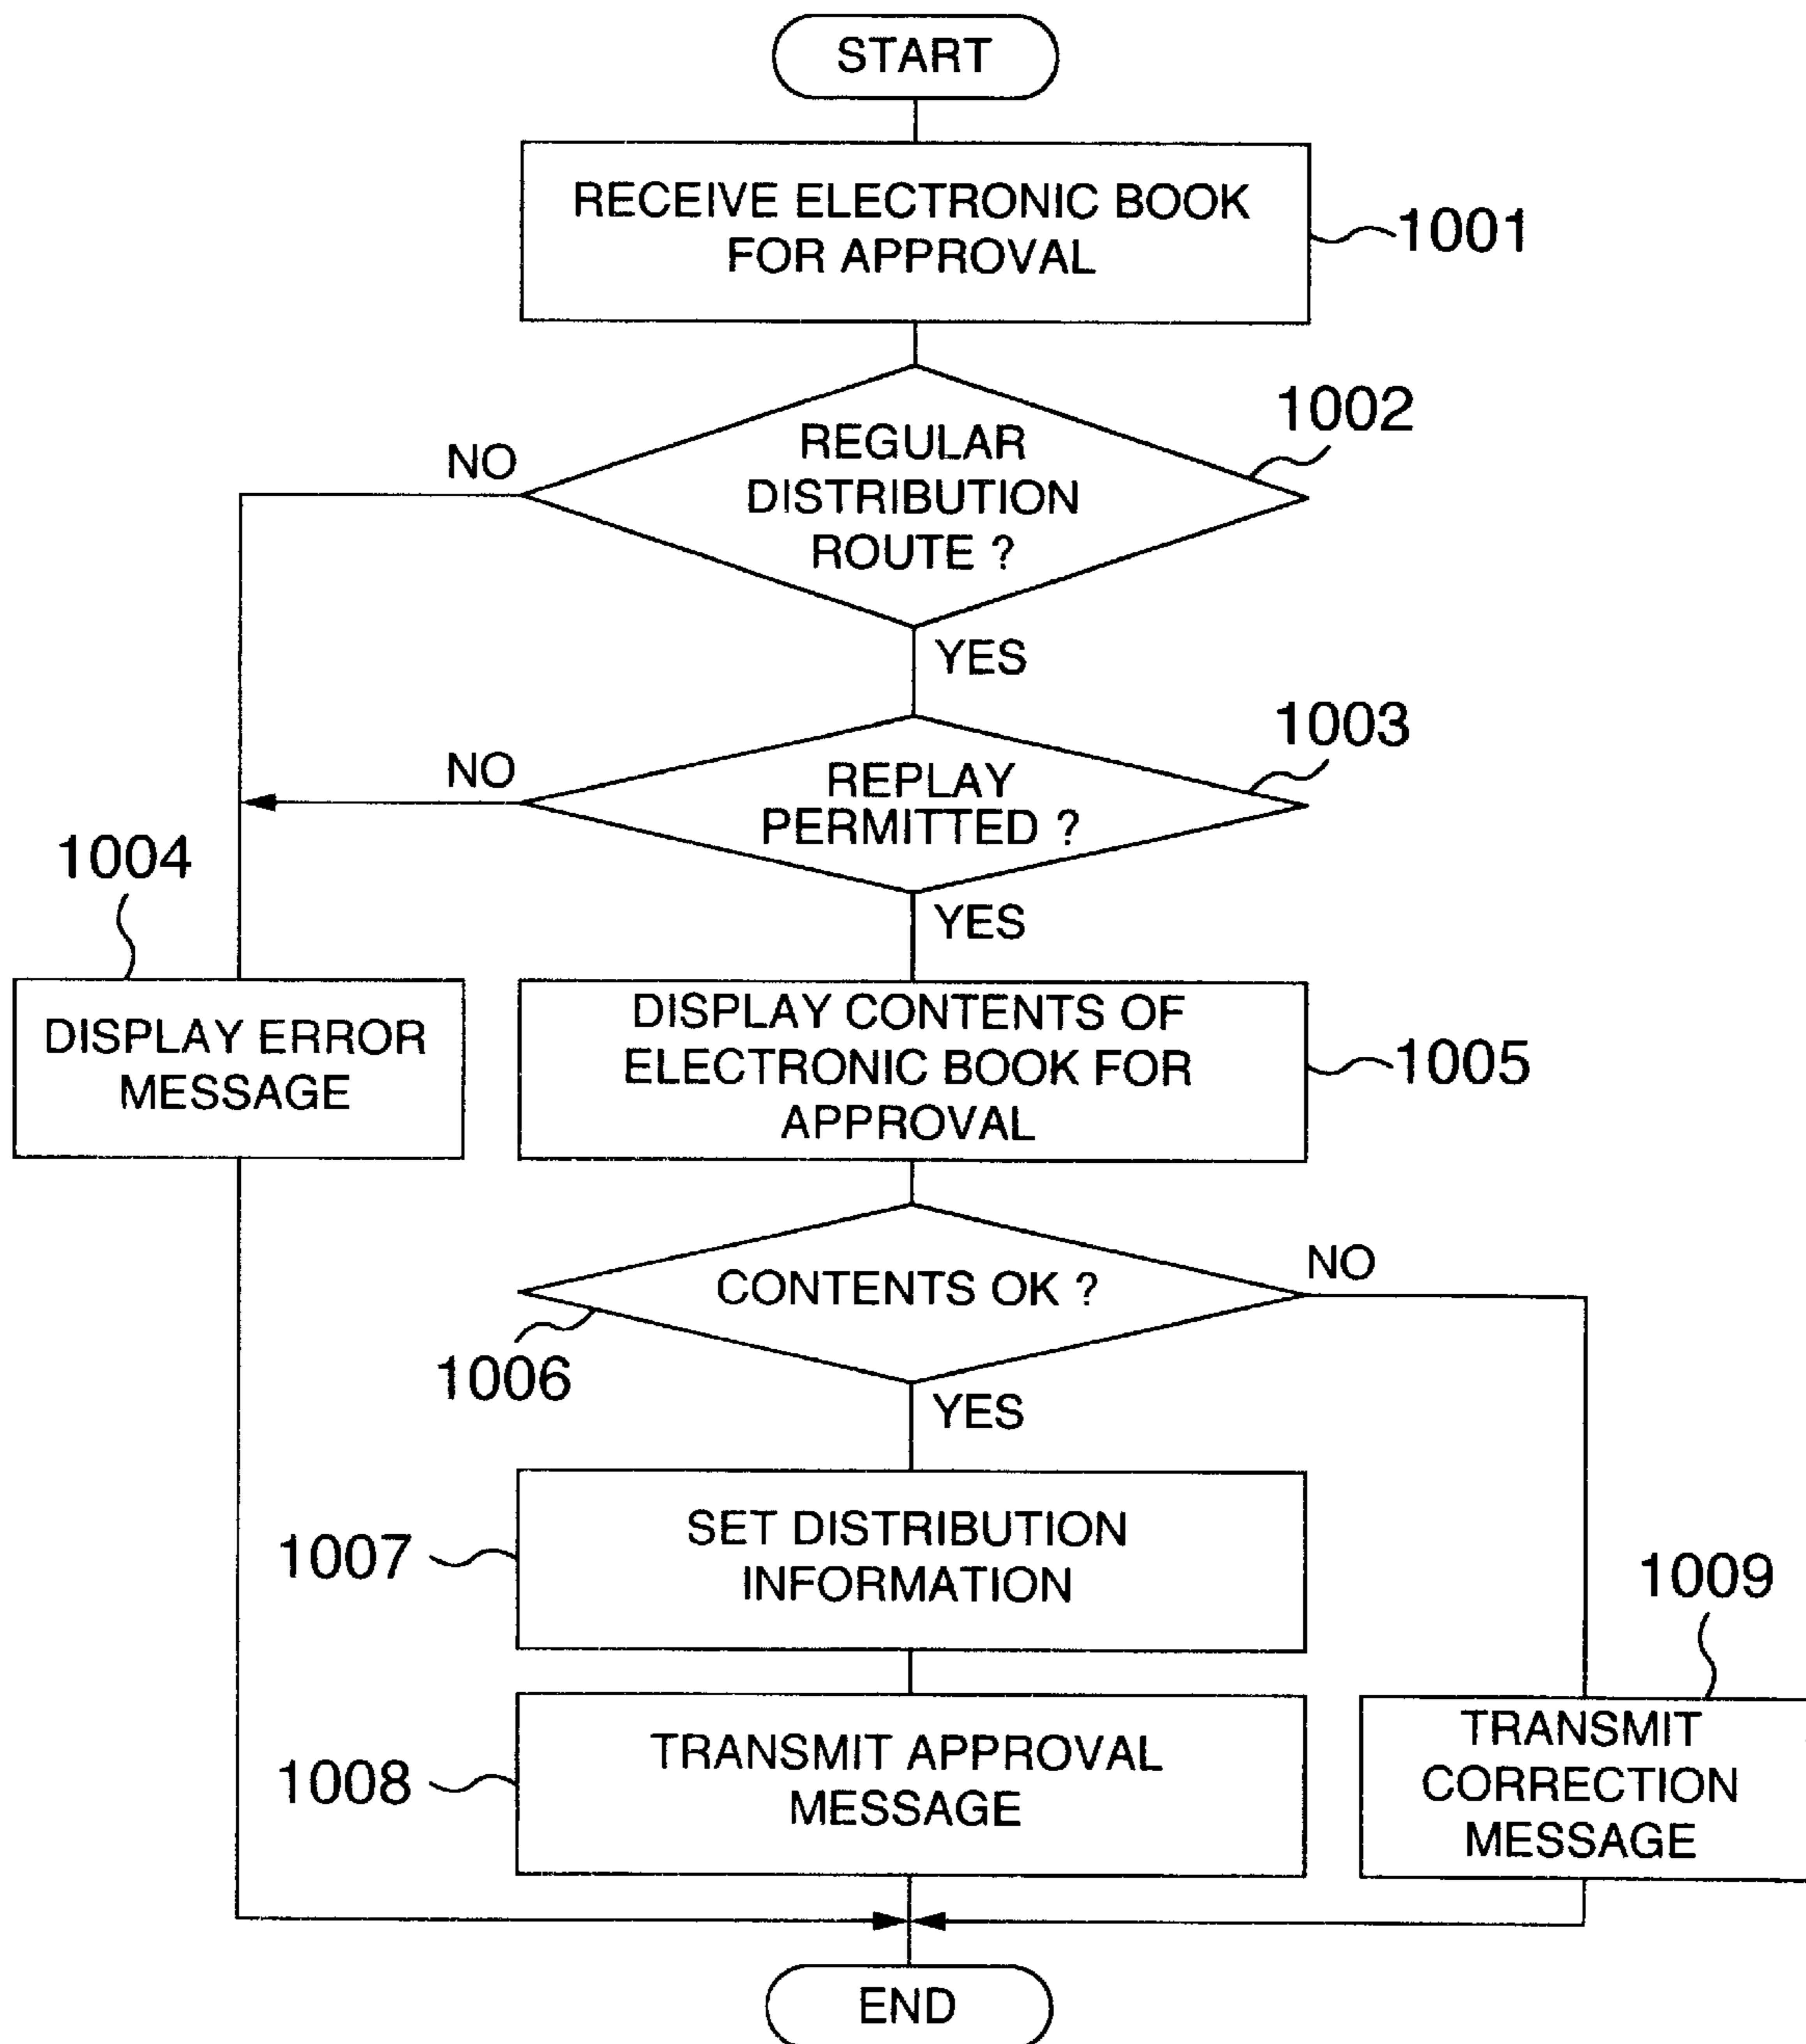 START
RECEIVE ELECTRONIC BOOK
FOR APPROVAL
1001
1002
REGULAR
DISTRIBUTION
ROUTE ?
NO
YES
1003
REPLAY
PERMITTED ?
NO
YES
1004
DISPLAY ERROR
MESSAGE
DISPLAY CONTENTS OF
ELECTRONIC BOOK FOR
APPROVAL
1005
CONTENTS OK ?
NO
1006
YES
SET DISTRIBUTION
INFORMATION
1007
1009
TRANSMIT APPROVAL
MESSAGE
1008
TRANSMIT
CORRECTION
MESSAGE
END